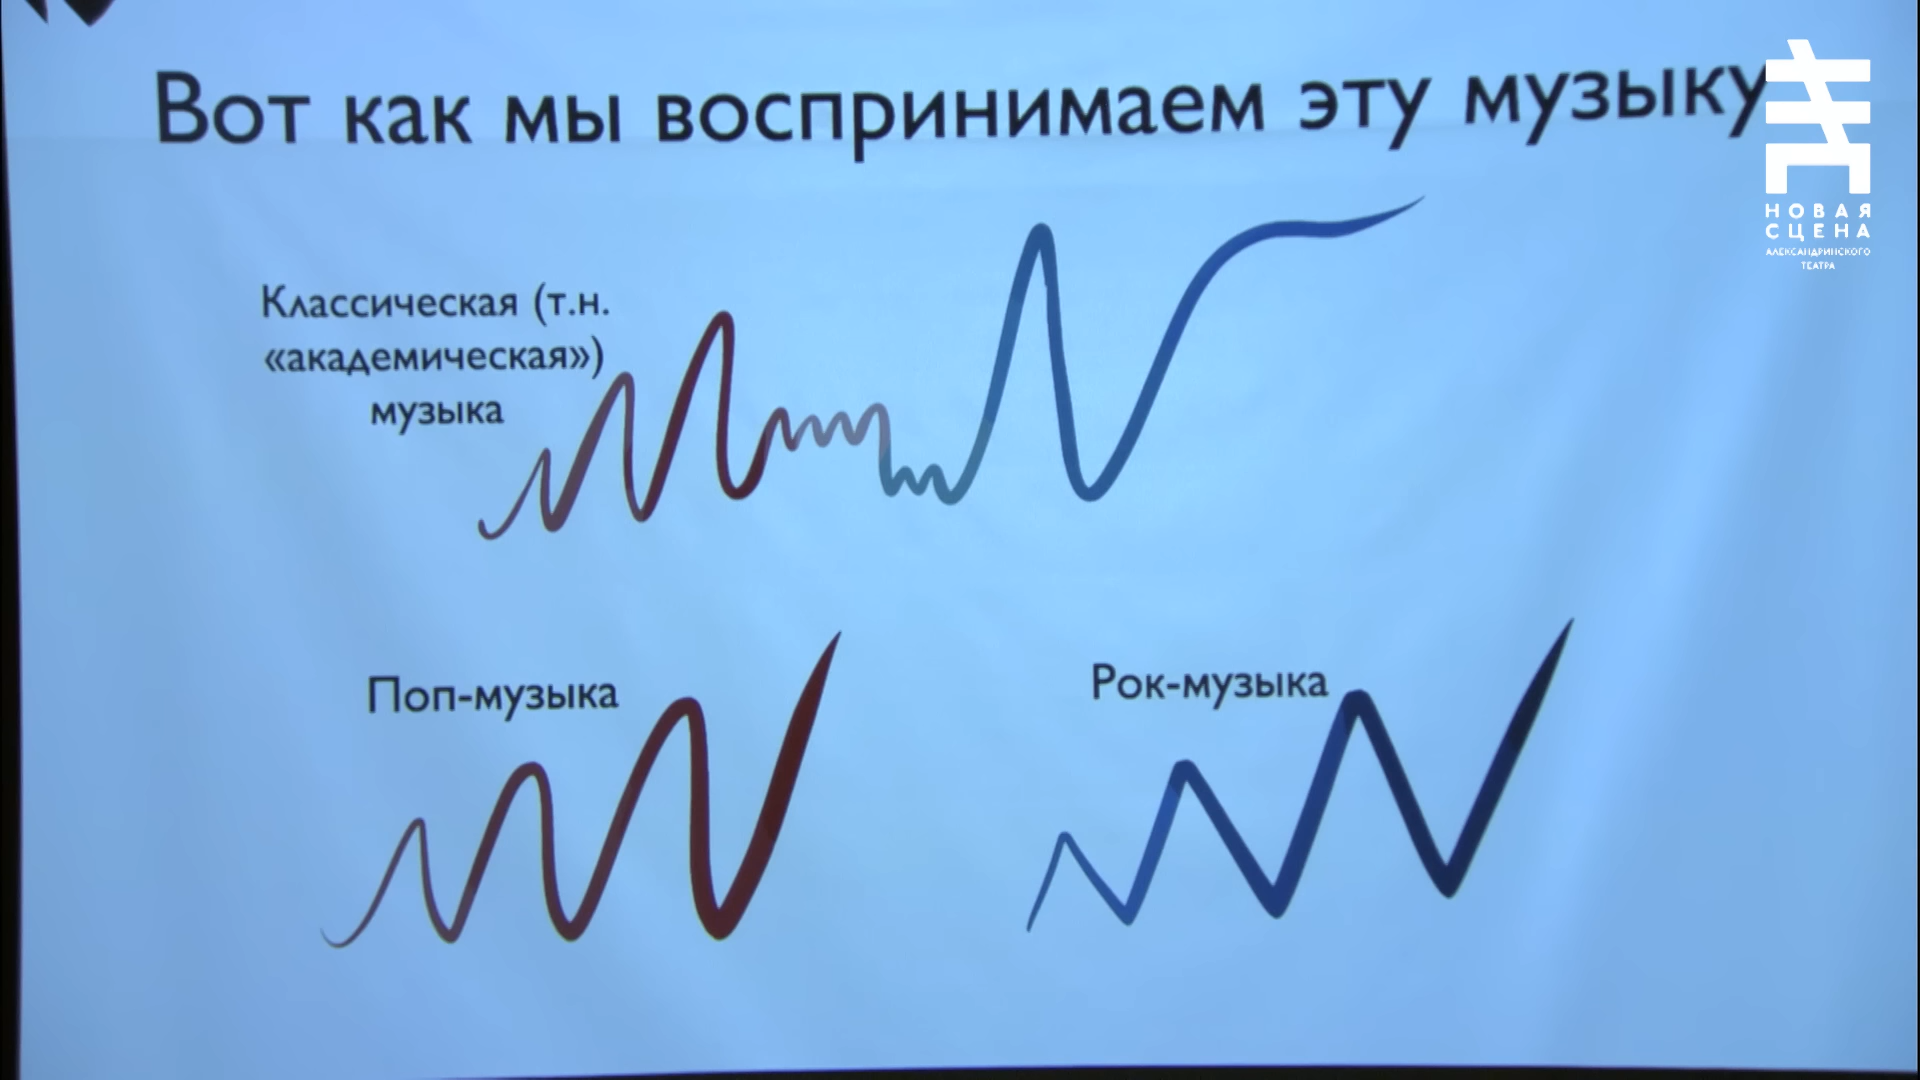 Вот как мы воспринимаем эту музыку
НОВАЯ
СЦЕНА
АЛЕКСАНДРИНСКОГО
ТЕАТРА
Классическая (т.н.
«академическая»)
музыка
Поп-музыка
Рок-музыка